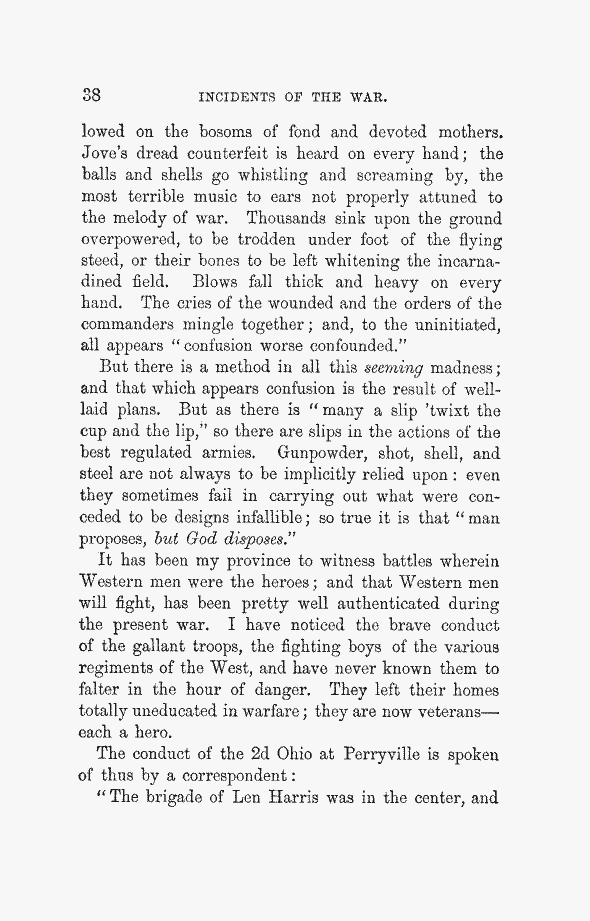 38 INCIDENTS OF THE WAR.
lowed on the bosoms of fond and devoted mothers.
Jove's dread counterfeit is heard on every hand; the
balls and shells go whistling and screaming by, the
most terrible music to ears not properly attuned to
the melody of war. Thousands sink upon the ground
overpowered, to be trodden under foot of the flying
steed, or their bones to be left whitening the incarna-
dined field. Blows fall thick and heavy on every
hand. The cries of the wounded and the orders of the
commanders mingle together; and, to the uninitiated,
all appears "confusion worse confounded."
But there is a method in all this seeming madness;
and that which appears confusion is the result of well-
laid plans. But as there is "many a slip 'twixt the
cup and the lip," so there are slips in the actions of the
best regulated armies. Gunpowder, shot, shell, and
steel are not always to be implicitly relied upon: even
they sometimes fail in carrying out what were con-
ceded to be designs infallible; so true it is that "man
proposes, but God disposes."
It has been my province to witness battles wherein
Western men were the heroes; and that Western men
will fight, has been pretty well authenticated during
the present war. I have noticed the brave conduct
of the gallant troops, the fighting boys of the various
regiments of the West, and have never known them to
falter in the hour of danger. They left their homes
totally uneducated in warfare; they are now veterans—
each a hero.
The conduct of the 2d Ohio at Perryville is spoken
of thus by a correspondent:
"The brigade of Len Harris was in the center, and